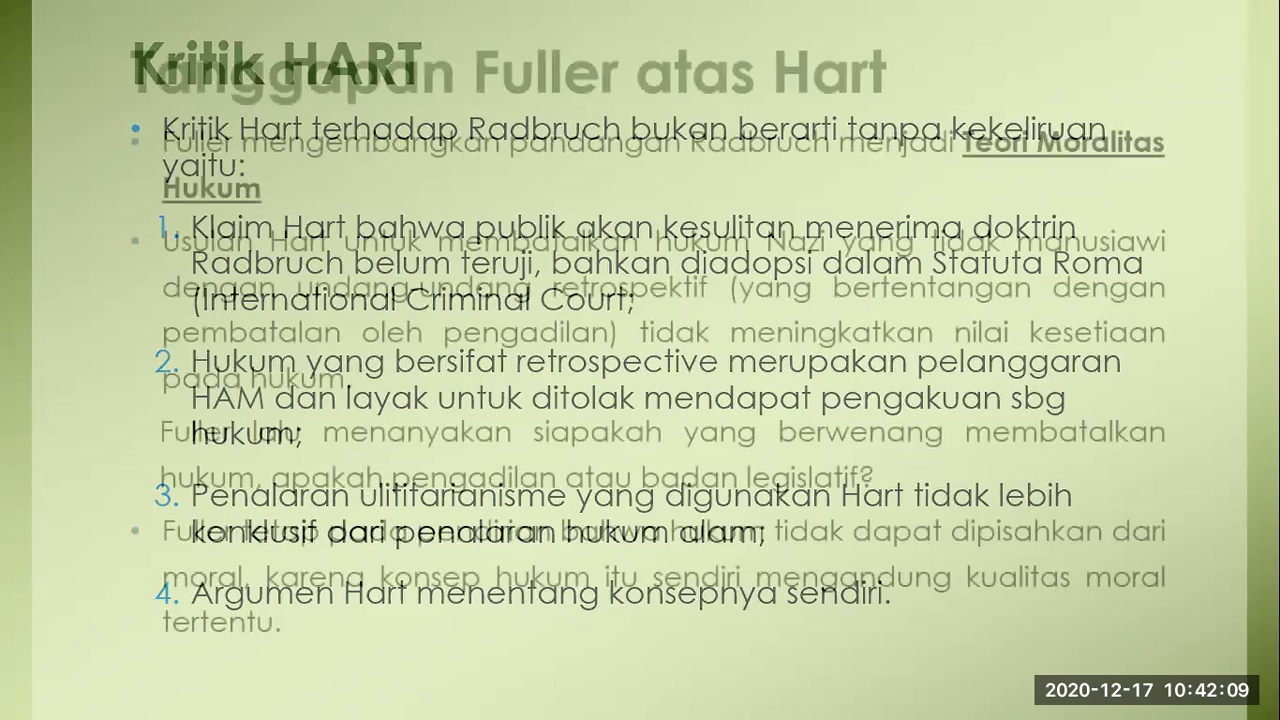 Kritik HART
Kritik Hart terhadap Radbruch bukan berarti tanpa kekeliruan
yaitu:
1. Klaim Hart bahwa publik akan kesulitan menerima doktrin
Radbruch belum teruji, bahkan diadopsi dalam Statuta Roma
(International Criminal Court;
2. Hukum yang bersifat retrospective merupakan pelanggaran
HAM dan layak untuk ditolak mendapat pengakuan sbg
hukum;
3. Penalaran ulitifarianisme yang digunakan Hart tidak lebih
konklusif dari penalaran hukum alam;
4. Argumen Hart menentang konsepnya sendiri.
Tanggapan Fuller atas Hart
Fuller mengembangkan pandangan Radbruch menjadi Teori Moralitas
Hukum
Usulan Hart untuk membatalkan hukum Nazi yang tidak manusiawi
dengan undang-undang retrospektif (yang bertentangan dengan
pembatalan oleh pengadilan) tidak meningkatkan nilai kesetiaan
pada hukum.
Fuller menanyakan siapakah yang berwenang membatalkan
hukum, apakah pengadilan atau badan legislatif?
Fuller hukum tidak dapat dipisahkan dari
moral, karena konsep hukum itu sendiri mengandung kualitas moral
tertentu.
2020-12-17 10:42:09